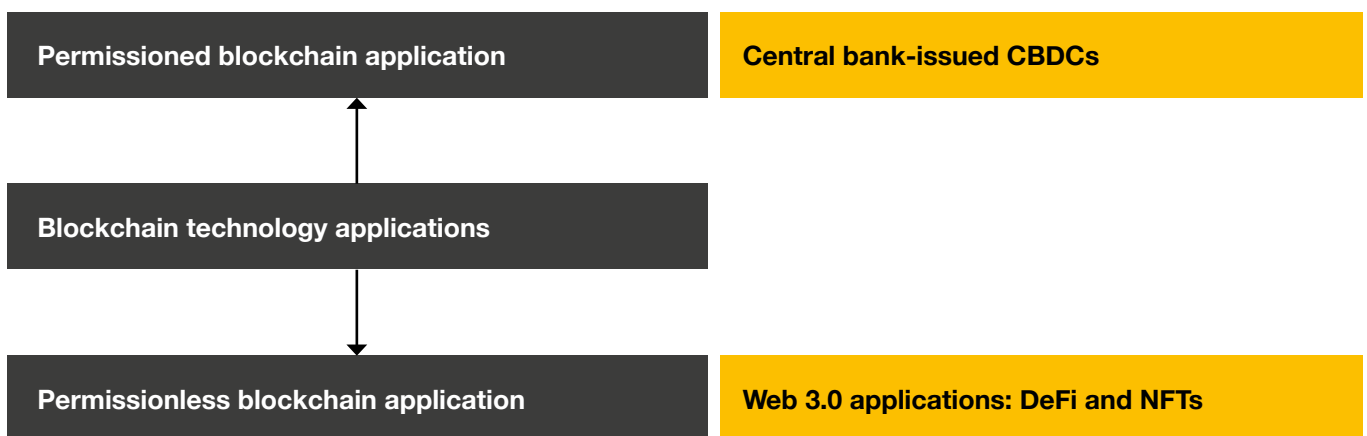 Permissioned blockchain application
Central bank-issued CBDCs
Blockchain technology applications
Permissionless blockchain application
Web 3.0 applications: DeFi and NFTs